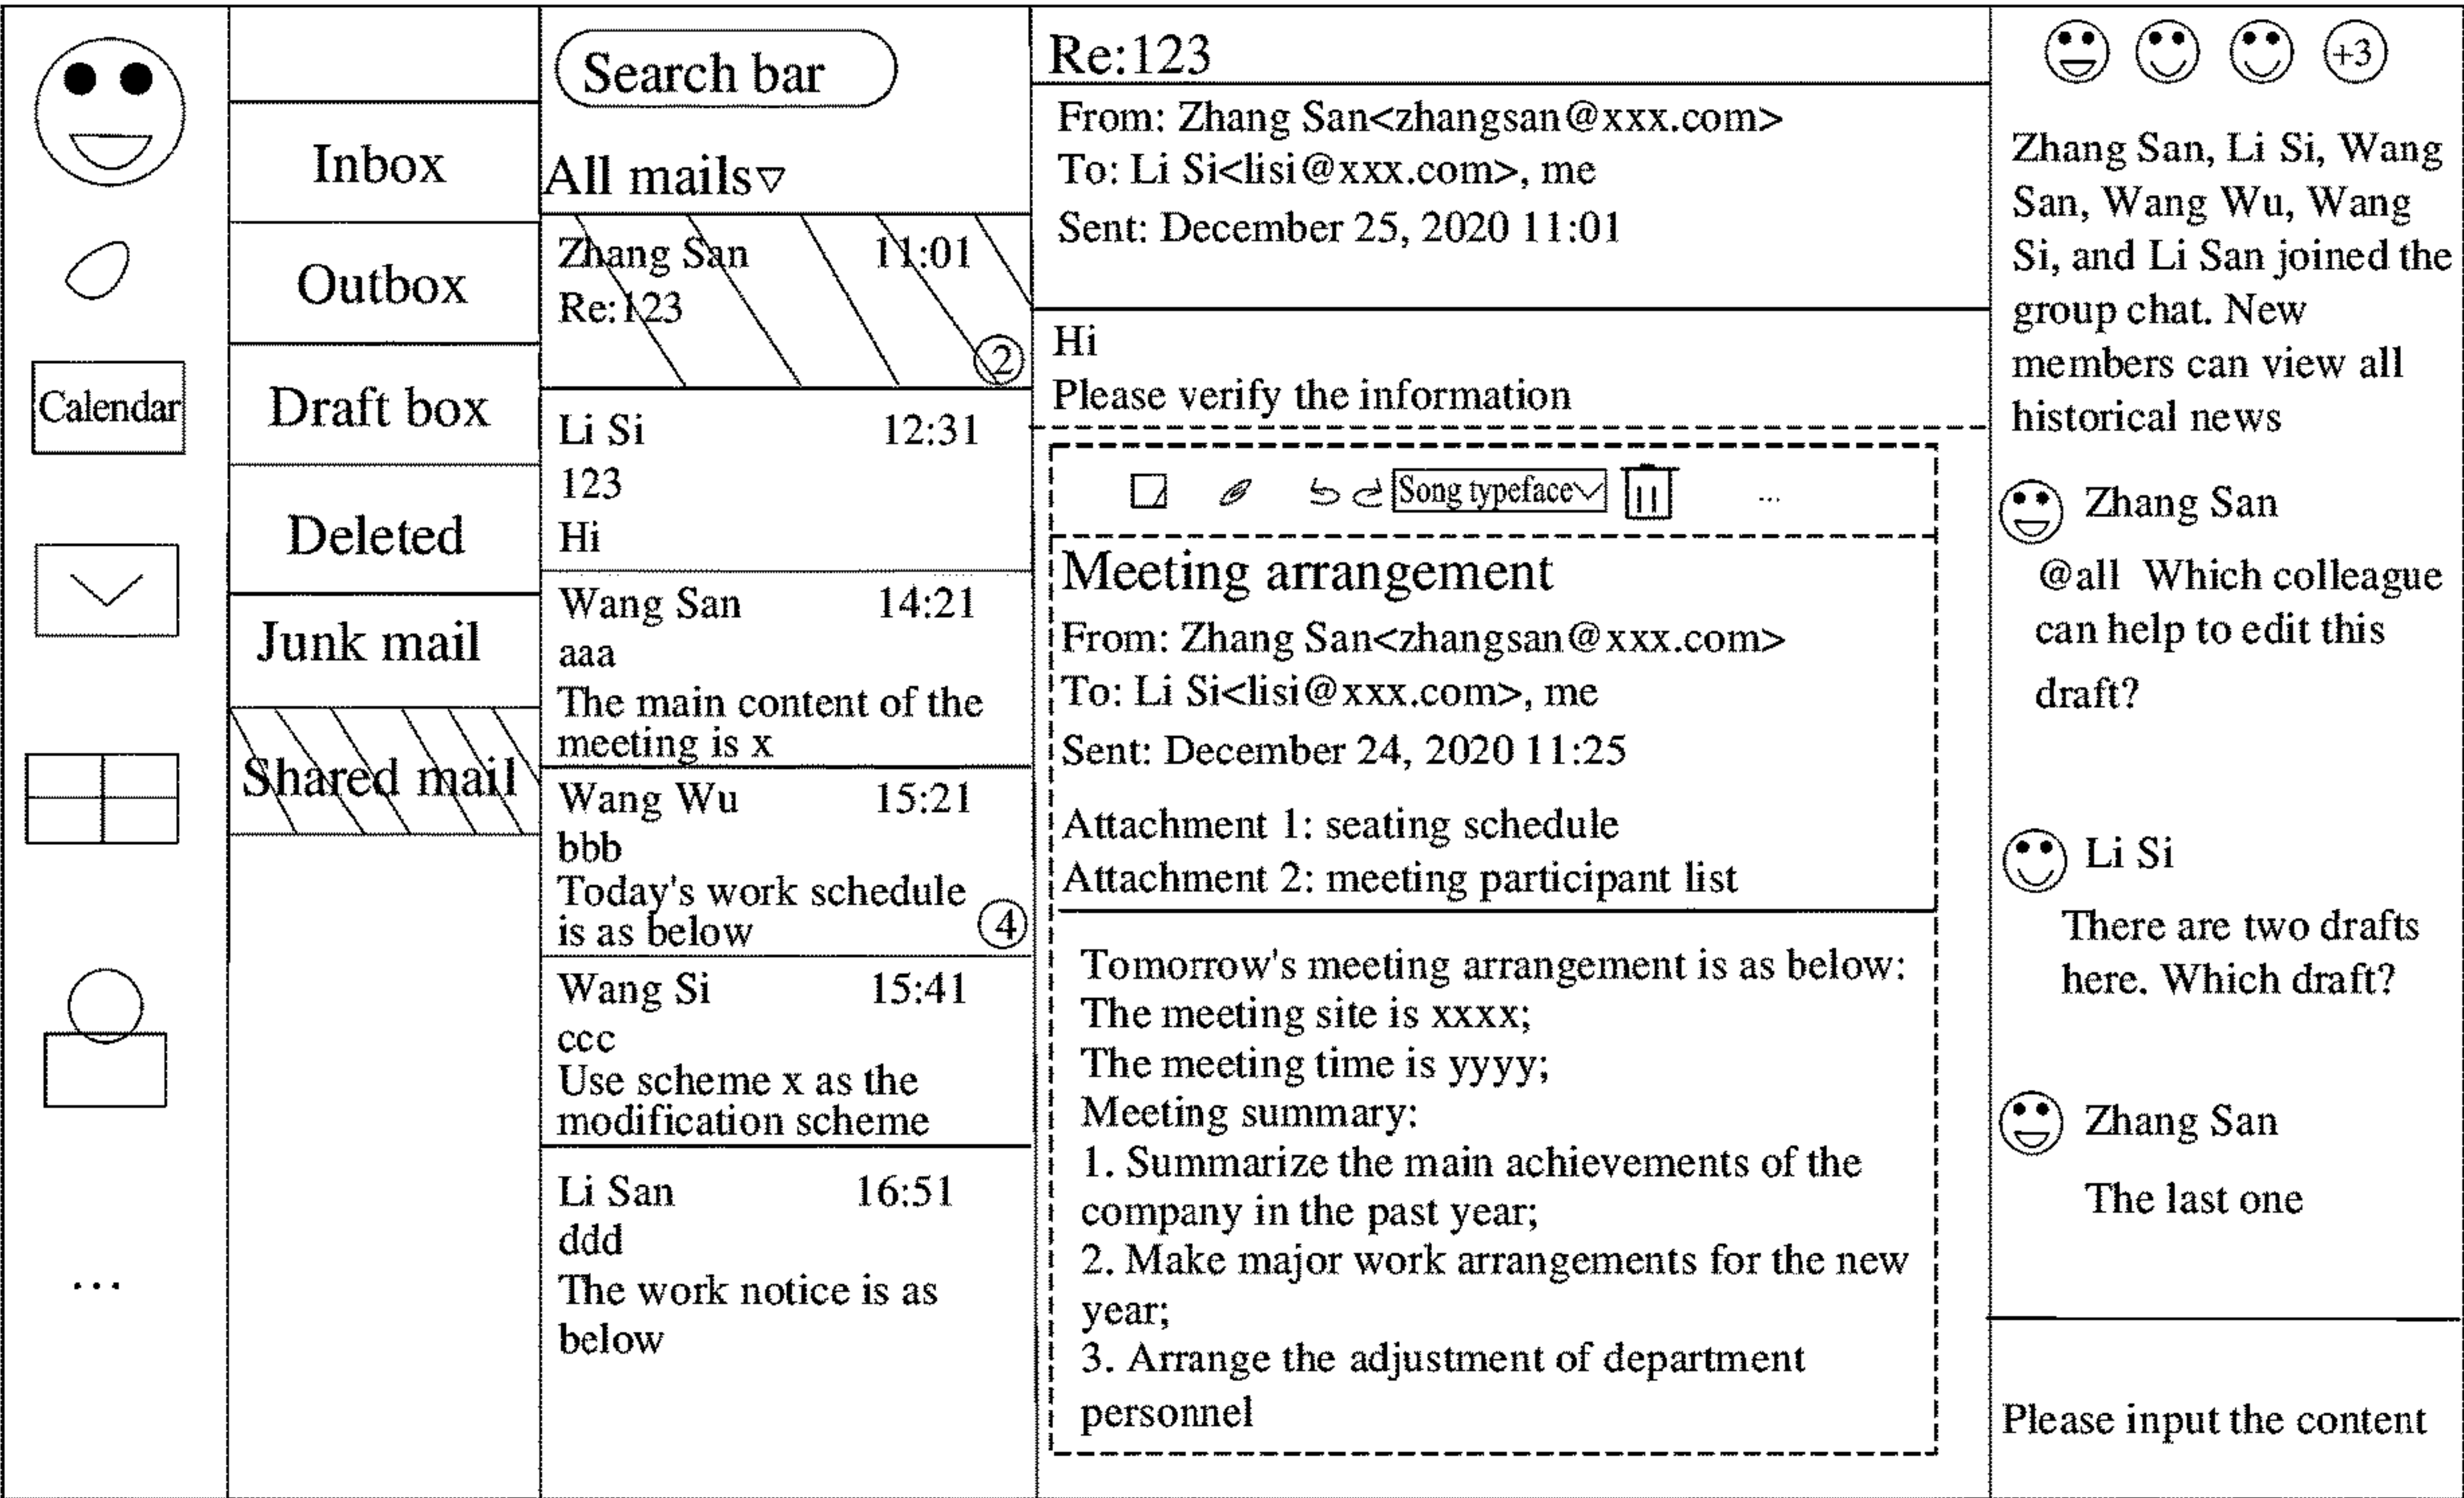 Calendar
...
Inbox
Outbox
Draft box
Deleted
Junk mail
Shared mail
Search bar
All mails
Zhang San 11:01
Re:123
2
Li Si 12:31
123
Hi
Wang San 14:21
aaa
The main content of the
meeting is x
Wang Wu 15:21
bbb
Today's work schedule
is as below
4
Wang Si 15:41
ccc
Use scheme x as the
modification scheme
Li San 16:51
ddd
The work notice is as
below
Re:123
From: Zhang San<zhangsan@xxx.com>
To: Li Si<lisi@xxx.com>, me
Sent: December 25, 2020 11:01
Hi
Please verify the information
Song typeface
...
Meeting arrangement
From: Zhang San<zhangsan@xxx.com>
To: Li Si<lisi@xxx.com>, me
Sent: December 24, 2020 11:25
Attachment 1: seating schedule
Attachment 2: meeting participant list
Tomorrow's meeting arrangement is as below:
The meeting site is xxxx;
The meeting time is yyyy;
Meeting summary:
1. Summarize the main achievements of the
company in the past year;
2. Make major work arrangements for the new
year;
3. Arrange the adjustment of department
personnel
+3
Zhang San, Li Si, Wang
San, Wang Wu, Wang
Si, and Li San joined the
group chat. New
members can view all
historical news
Zhang San
@all Which colleague
can help to edit this
draft?
Li Si
There are two drafts
here. Which draft?
Zhang San
The last one
Please input the content